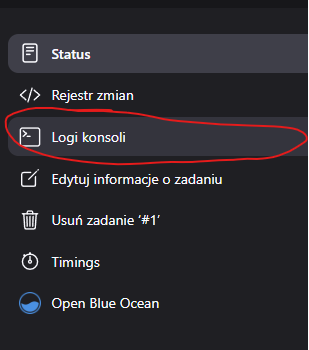 Status
Rejestr zmian
Logi konsoli
Edytuj informacje o zadaniu
Usuń zadanie ‘#1’
Timings
Open Blue Ocean